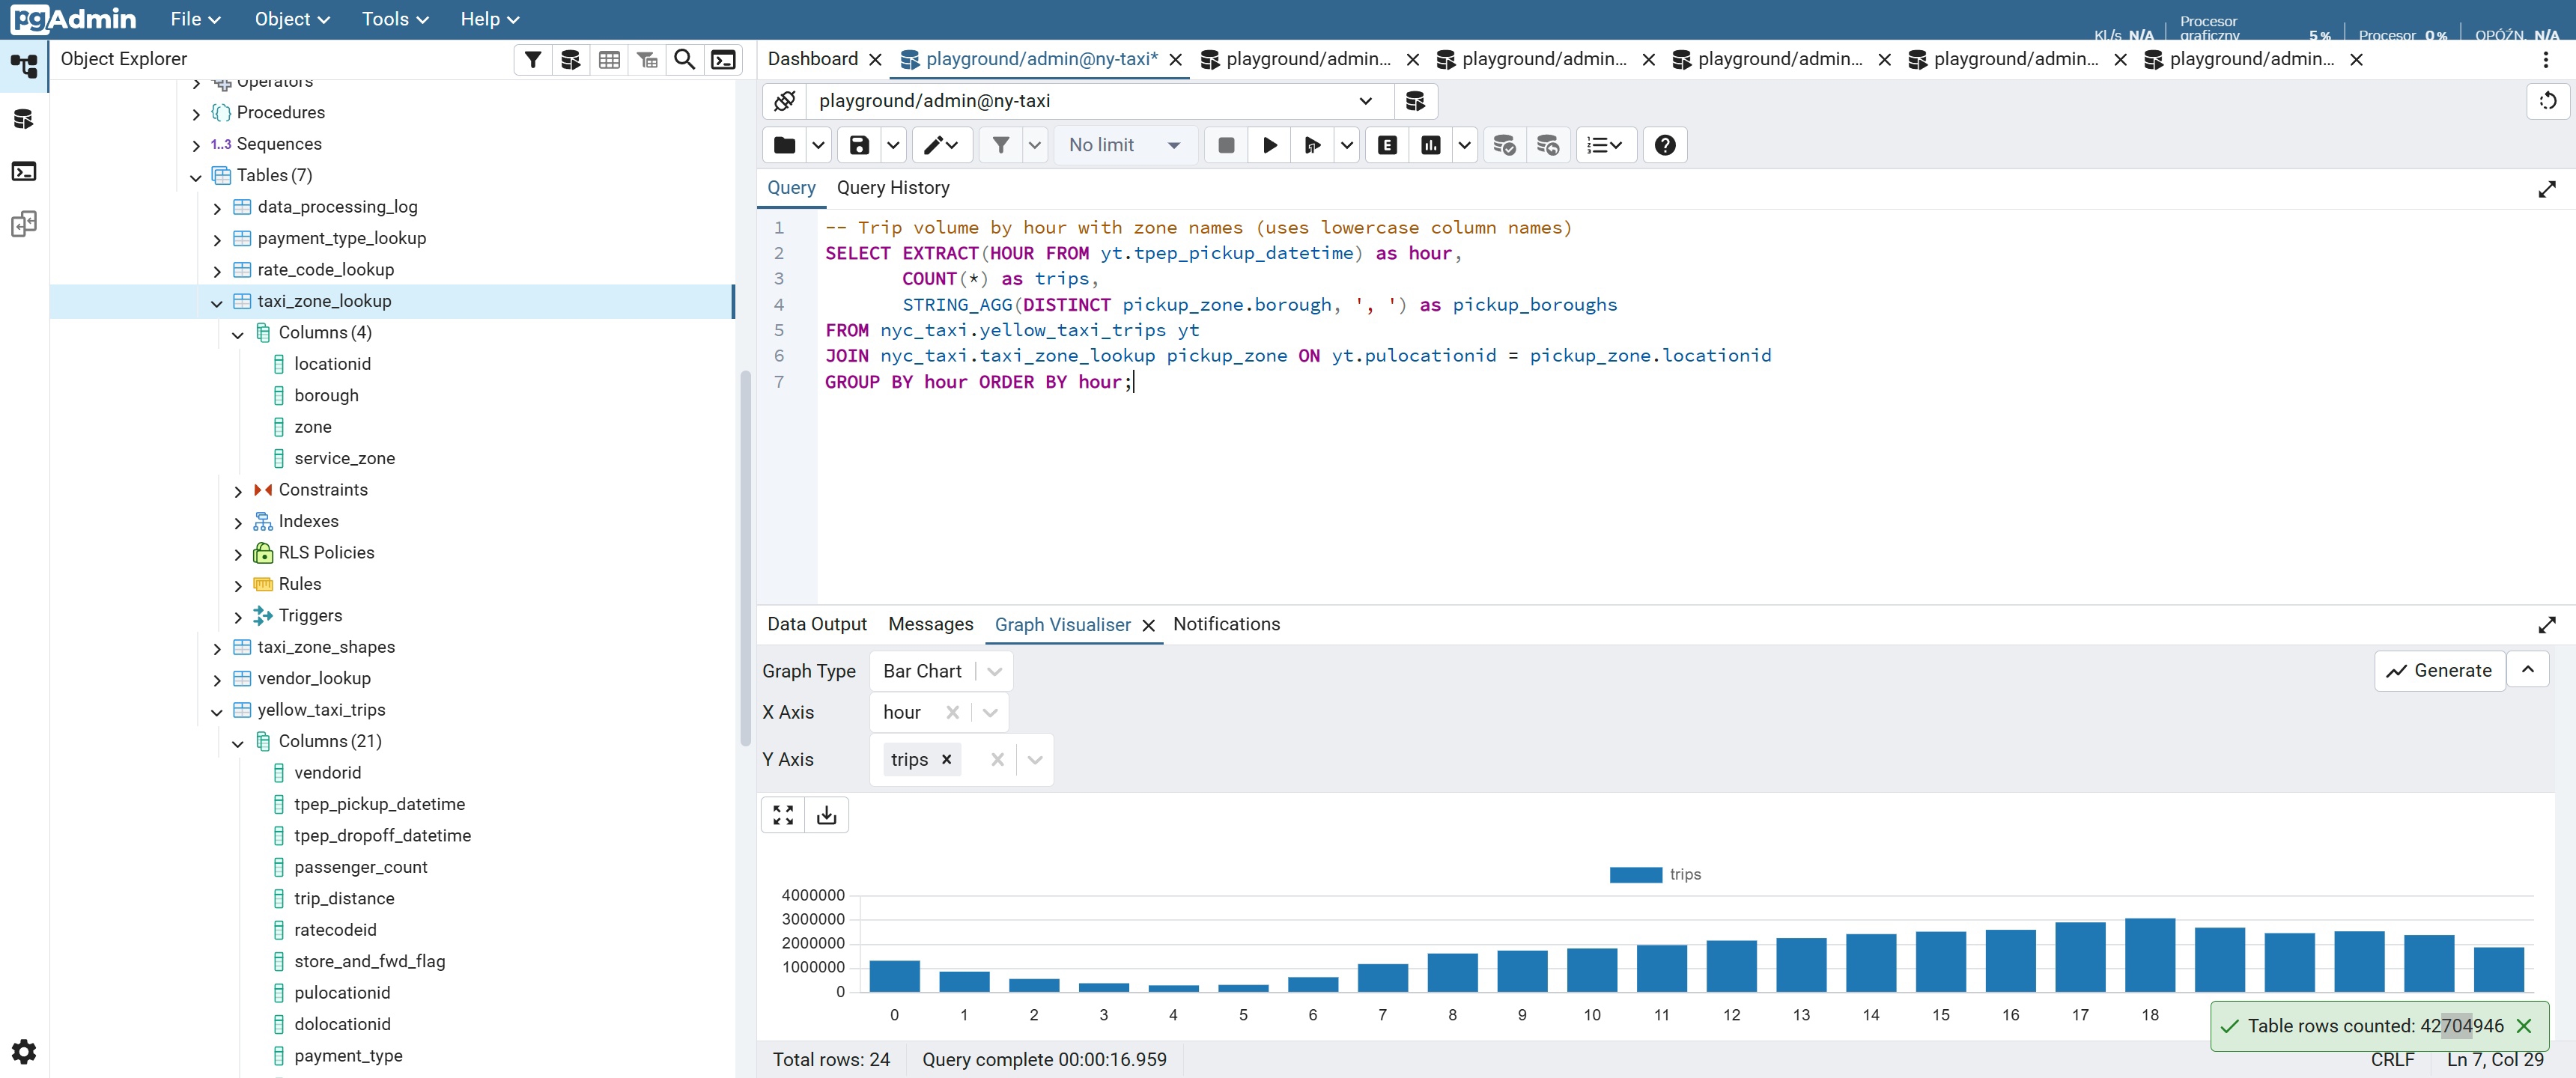 pgAdmin File Object Tools Help
Kl./s N/A Procesor graficzny 5% Procesor 0% OPÓŹN. N/A
Object Explorer
Operators
Procedures
1..3 Sequences
Tables (7)
data_processing_log
payment_type_lookup
rate_code_lookup
taxi_zone_lookup
Columns (4)
locationid
borough
zone
service_zone
Constraints
Indexes
RLS Policies
Rules
Triggers
taxi_zone_shapes
vendor_lookup
yellow_taxi_trips
Columns (21)
vendorid
tpep_pickup_datetime
tpep_dropoff_datetime
passenger_count
trip_distance
ratecodeid
store_and_fwd_flag
pulocationid
dolocationid
payment_type
Dashboard playground/admin@ny-taxi* playground/admin... playground/admin... playground/admin... playground/admin... playground/admin...
playground/admin@ny-taxi
No limit E
Query Query History
1 -- Trip volume by hour with zone names (uses lowercase column names)
2 SELECT EXTRACT(HOUR FROM yt.tpep_pickup_datetime) as hour,
3 COUNT(*) as trips,
4 STRING_AGG(DISTINCT pickup_zone.borough, ', ') as pickup_boroughs
5 FROM nyc_taxi.yellow_taxi_trips yt
6 JOIN nyc_taxi.taxi_zone_lookup pickup_zone ON yt.pulocationid = pickup_zone.locationid
7 GROUP BY hour ORDER BY hour;
Data Output Messages Graph Visualiser Notifications
Graph Type Bar Chart Generate
X Axis hour
Y Axis trips
trips
4000000
3000000
2000000
1000000
0
0 1 2 3 4 5 6 7 8 9 10 11 12 13 14 15 16 17 18
Table rows counted: 42704946
Total rows: 24 Query complete 00:00:16.959 CRLF Ln 7, Col 29